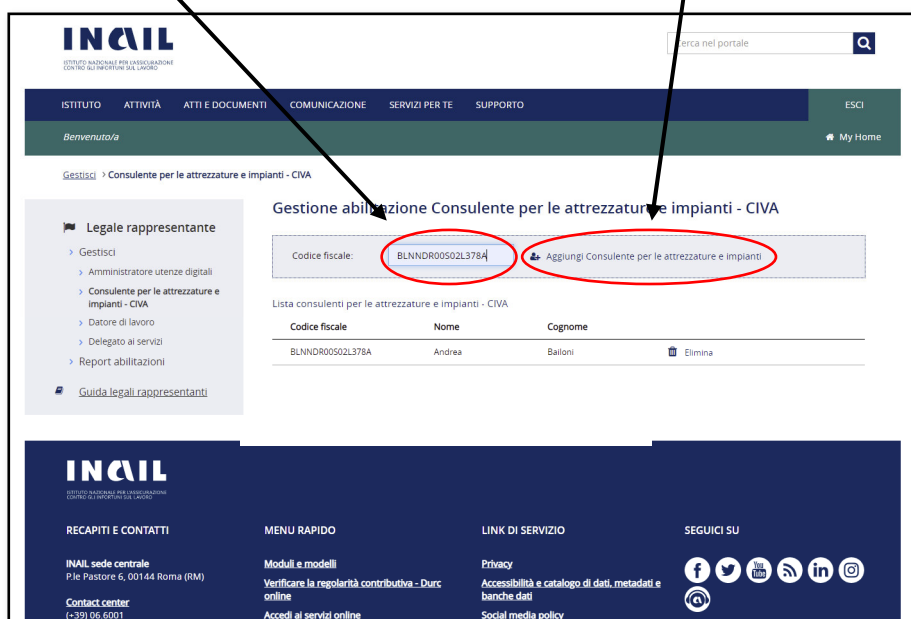 INAIL
ISTITUTO NAZIONALE PER L'ASSICURAZIONE
CONTRO GLI INFORTUNI SUL LAVORO
Cerca nel portale
ISTITUTO ATTIVITÀ ATTI E DOCUMENTI COMUNICAZIONE SERVIZI PER TE SUPPORTO ESCI
Benvenuto/a My Home
Gestisci > Consulente per le attrezzature e impianti - CIVA
Legale rappresentante
> Gestisci
> Amministratore utenze digitali
> Consulente per le attrezzature e
impianti - CIVA
> Datore di lavoro
> Delegato ai servizi
> Report abilitazioni
Guida legali rappresentanti
Gestione abilitazione Consulente per le attrezzature e impianti - CIVA
Codice fiscale: BLNNDR00S02L378A Aggiungi Consulente per le attrezzature e impianti
Lista consulenti per le attrezzature e impianti - CIVA
Codice fiscale Nome Cognome
BLNNDR00S02L378A Andrea Bailoni Elimina
INAIL
ISTITUTO NAZIONALE PER L'ASSICURAZIONE
CONTRO GLI INFORTUNI SUL LAVORO
RECAPITI E CONTATTI
INAIL sede centrale
P.le Pastore 6, 00144 Roma (RM)
Contact center
(+39) 06.6001
MENU RAPIDO
Moduli e modelli
Verificare la regolarità contributiva - Durc
online
Accedi ai servizi online
LINK DI SERVIZIO
Privacy
Accessibilità e catalogo di dati, metadati e
banche dati
Social media policy
SEGUICI SU
You
Tube